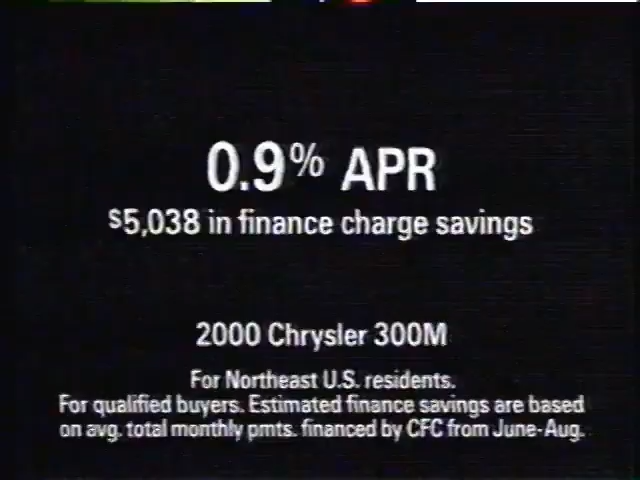 0.9% APR
$5,038 in finance charge savings
2000 Chrysler 300M
For Northeast U.S. residents.
For qualified buyers. Estimated finance savings are based
on avg. total monthly pmts. financed by CFC from June-Aug.